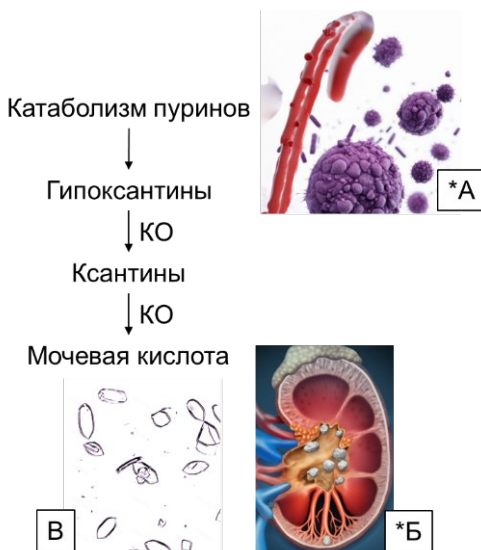 Катаболизм пуринов
*А
Гипоксантины
КО
Ксантины
КО
Мочевая кислота
В
*Б